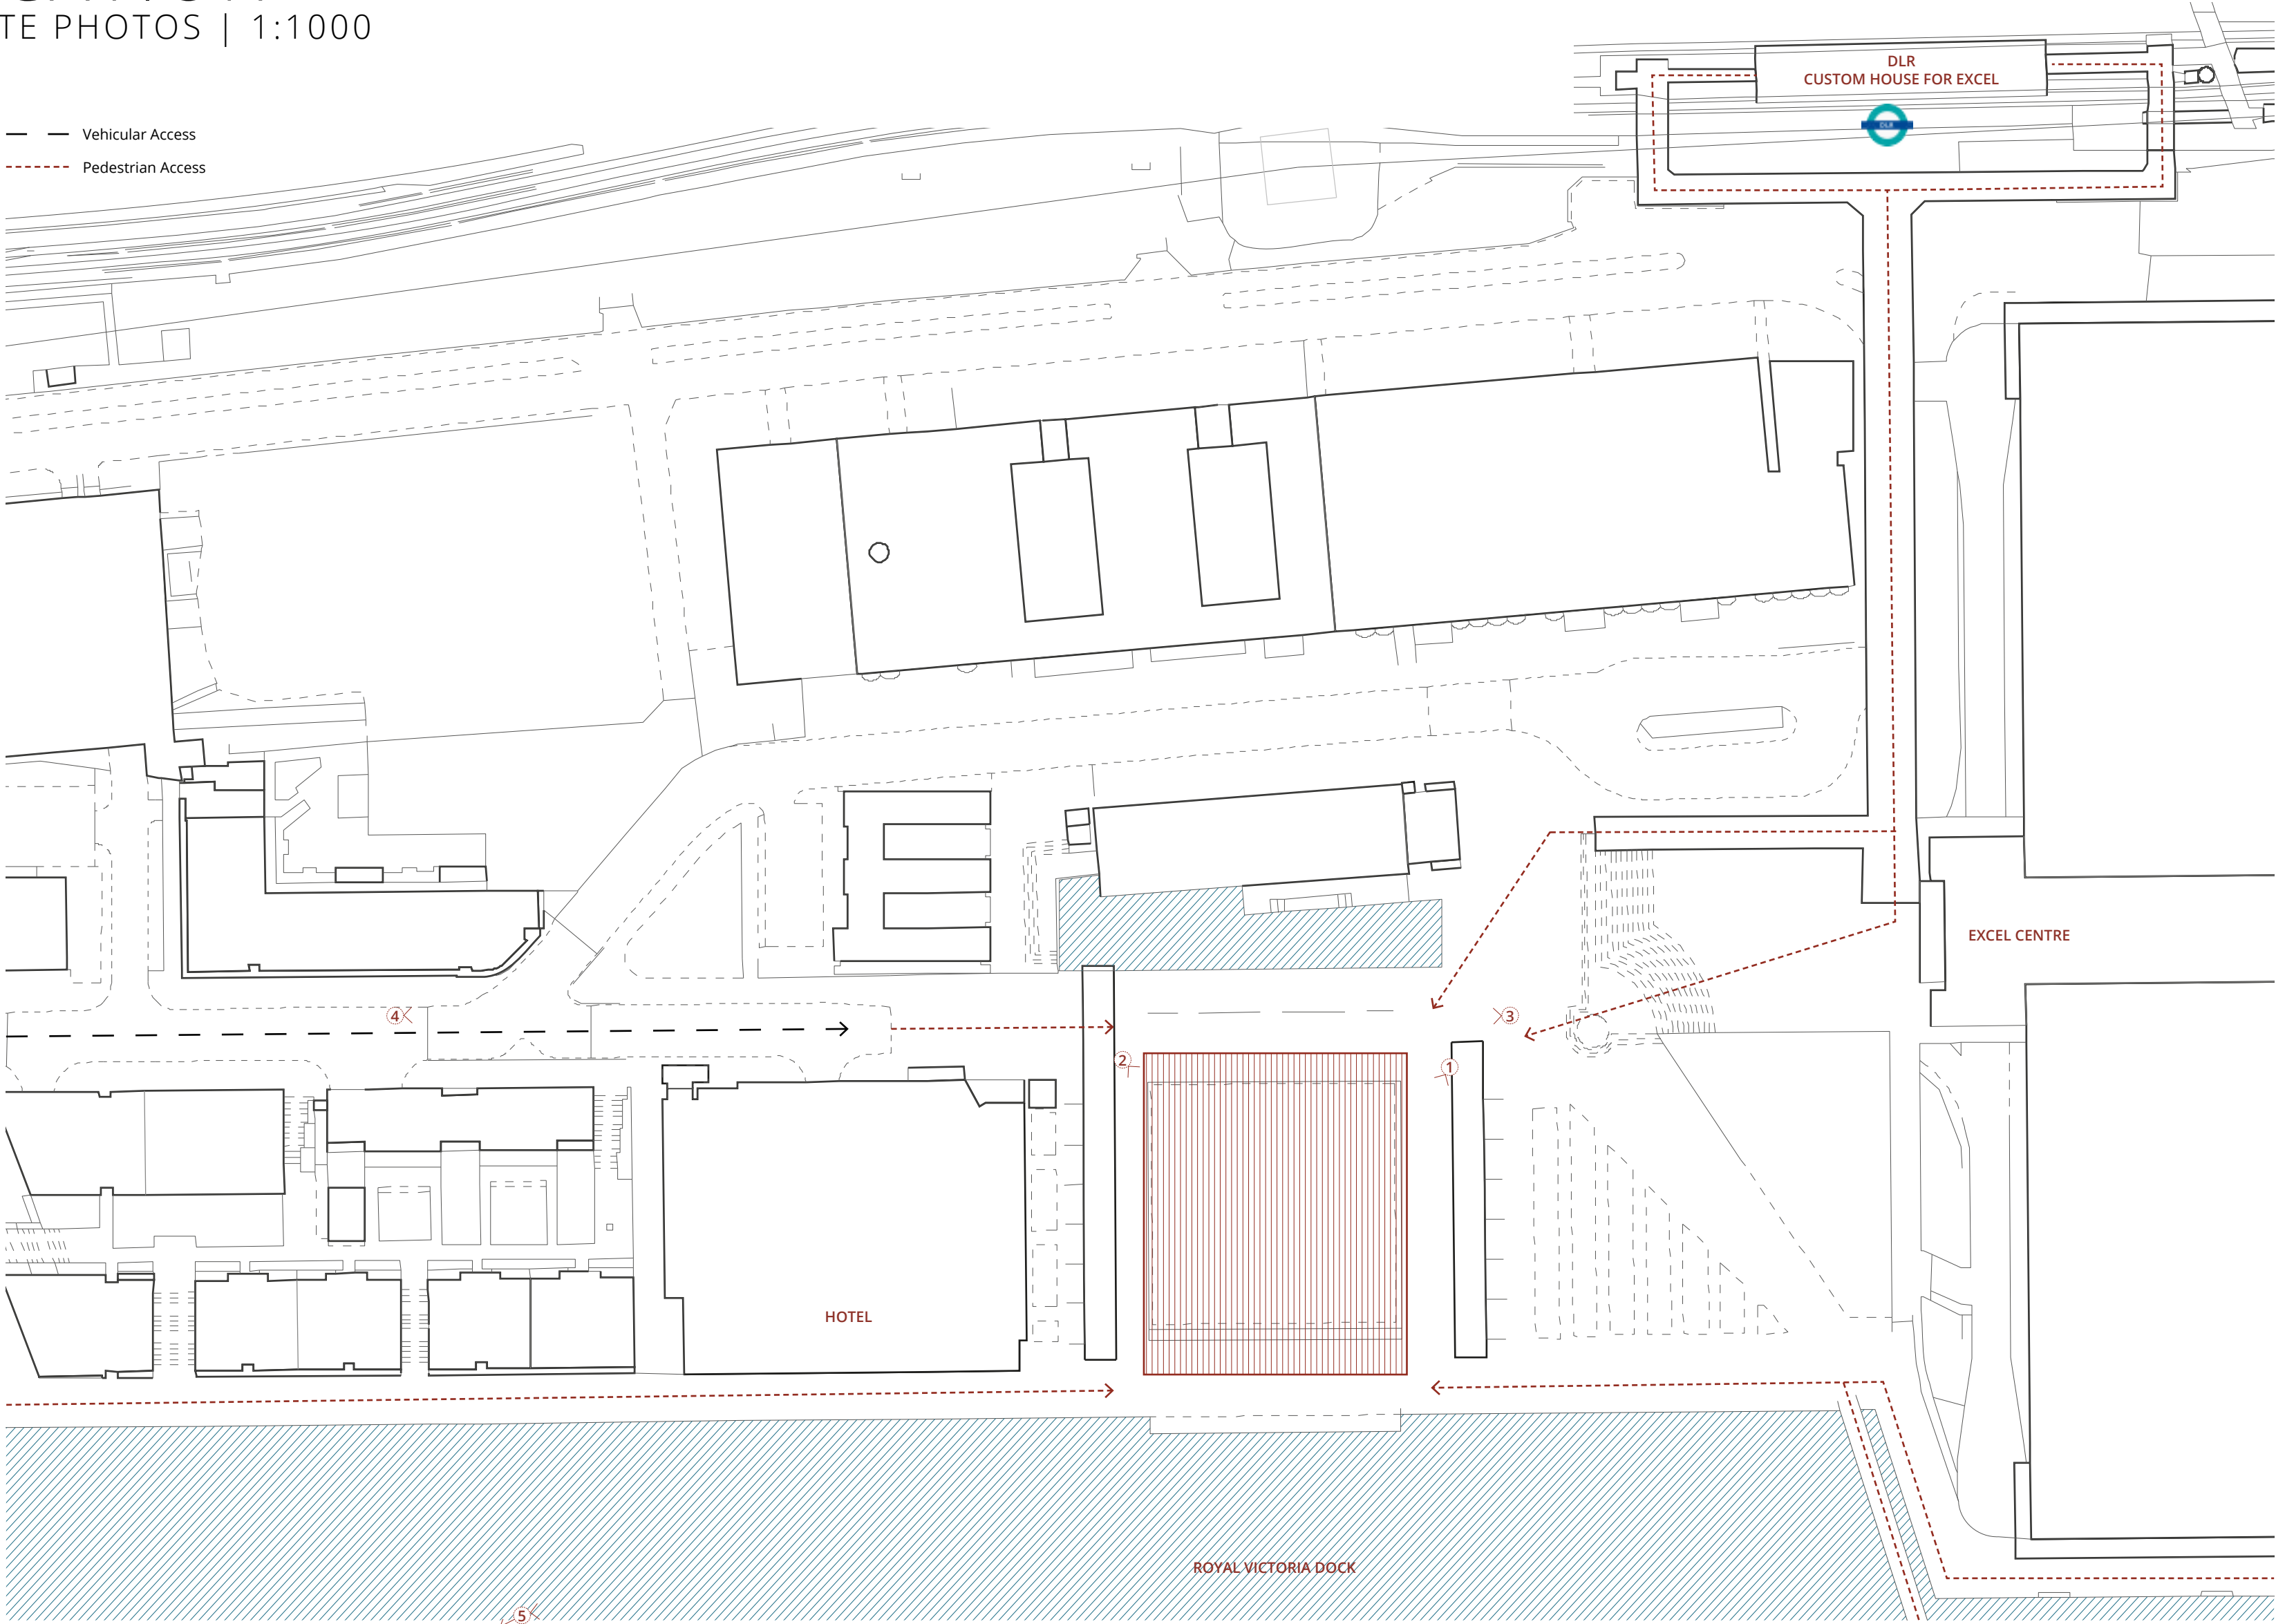 TE PHOTOS | 1:1000
Vehicular Access
Pedestrian Access
DLR
CUSTOM HOUSE FOR EXCEL
DLR
EXCEL CENTRE
4
3
2
1
HOTEL
ROYAL VICTORIA DOCK
5